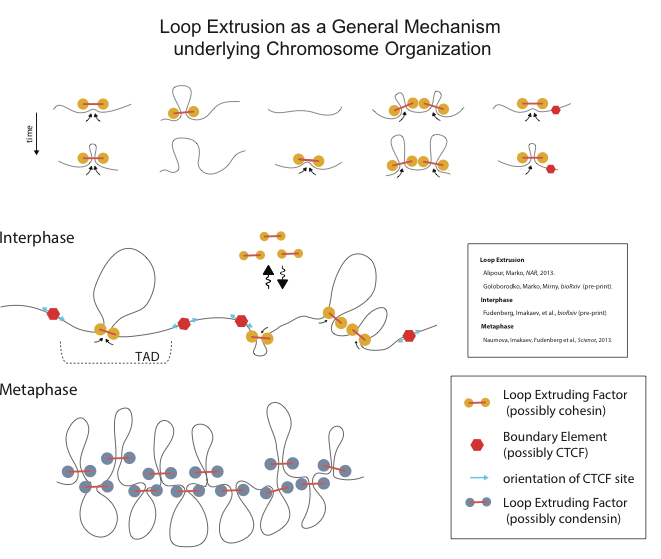 Loop Extrusion as a General Mechanism
underlying Chromosome Organization
time
Interphase
TAD
Loop Extrusion
Alipour, Marko, NAR, 2013.
Goloborodko, Marko, Mirny, bioRxiv (pre-print).
Interphase
Fudenberg, Imakaev, et al., bioRxiv (pre-print)
Metaphase
Naumova, Imakaev, Fudenberg et al., Science, 2013.
Metaphase
Loop Extruding Factor
(possibly cohesin)
Boundary Element
(possibly CTCF)
orientation of CTCF site
Loop Extruding Factor
(possibly condensin)